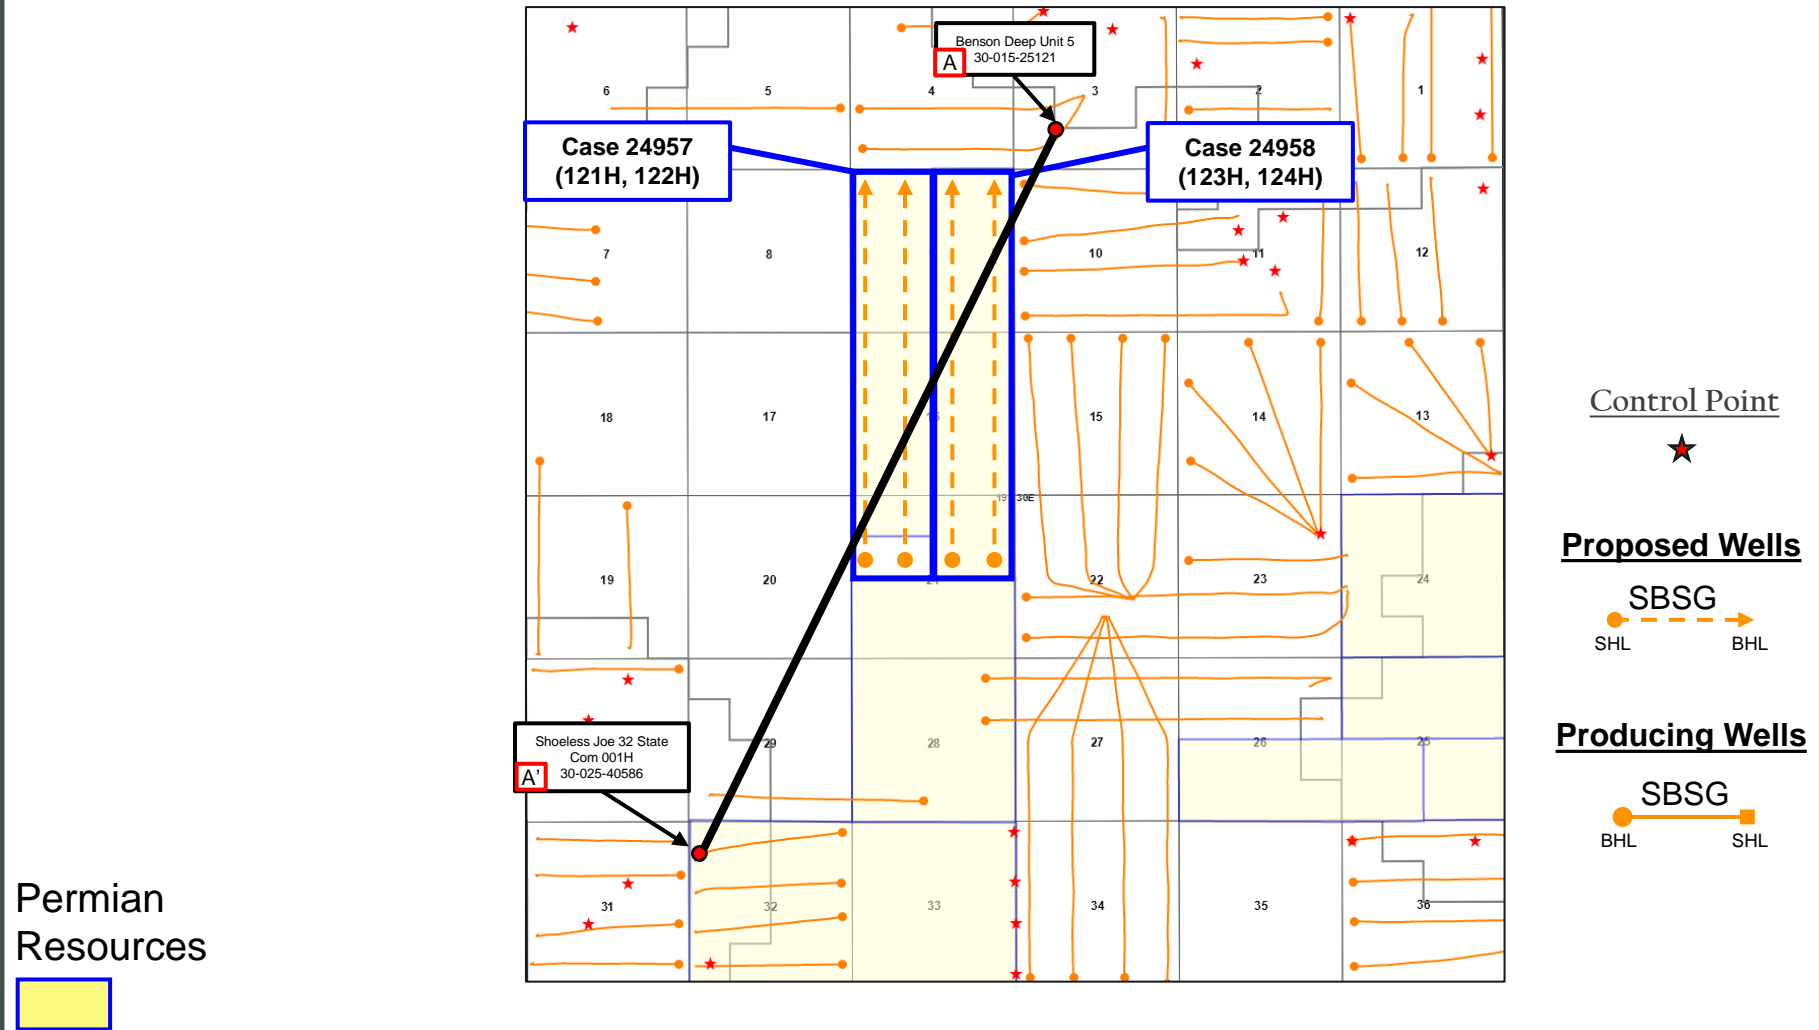 Benson Deep Unit 5
30-015-25121
A
6
5
4
3
2
1
Case 24957
(121H, 122H)
Case 24958
(123H, 124H)
7
8
10
11
12
18
17
15
14
13
30E
19
20
21
22
23
24
Shoeless Joe 32 State
Com 001H
30-025-40586
A'
29
28
27
26
25
31
32
33
34
35
36
Control Point
Proposed Wells
SBSG
SHL
BHL
Producing Wells
SBSG
BHL
SHL
Permian
Resources